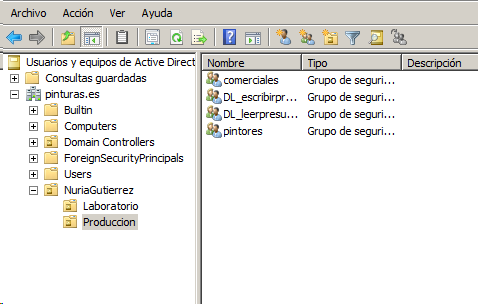 Archivo Acción Ver Ayuda
Usuarios y equipos de Active Direct
Consultas guardadas
pinturas.es
Builtin
Computers
Domain Controllers
ForeignSecurityPrincipals
Users
NuriaGutierrez
Laboratorio
Produccion
Nombre Tipo Descripción
comerciales Grupo de seguri...
DL_escribirpr... Grupo de seguri...
DL_leerpresu... Grupo de seguri...
pintores Grupo de seguri...